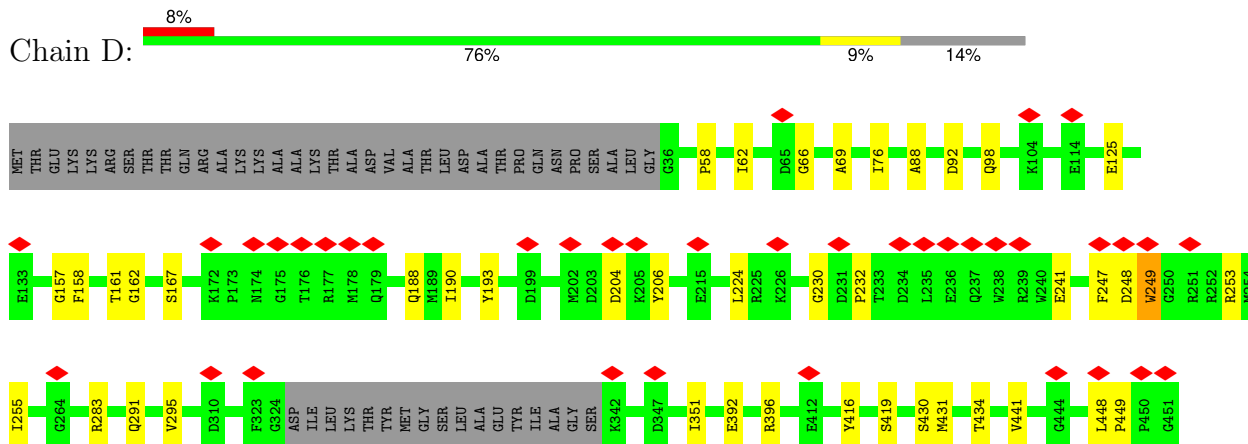 8%
Chain D:
76% 9% 14%
MET THR GLU LYS LYS ARG SER THR THR GLN ARG ALA LYS LYS ALA ALA LYS THR ALA ASP VAL ALA THR LEU ASP ALA THR PRO GLN ASN PRO SER ALA LEU GLY G36 P58 I62 D65 G66 A69 I76 A88 D92 Q98 K104 E114 E125
E133 G157 F158 T161 G162 S167 K172 P173 N174 G175 T176 R177 M178 Q179 Q188 M189 I190 Y193 D199 M202 D203 D204 K205 Y206 E215 L224 R225 K226 G230 D231 P232 T233 D234 L235 E236 Q237 W238 R239 W240 E241 F247 D248 W249 G250 R251 R252 R253 M254
I255 G264 R283 Q291 V295 D310 F323 G324 ASP ILE LEU LYS THR TYR MET GLY SER LEU ALA GLU TYR ILE ALA GLY SER K342 D347 I351 E392 R396 E412 Y416 S419 S430 M431 T434 V441 G444 L448 P449 P450 G451